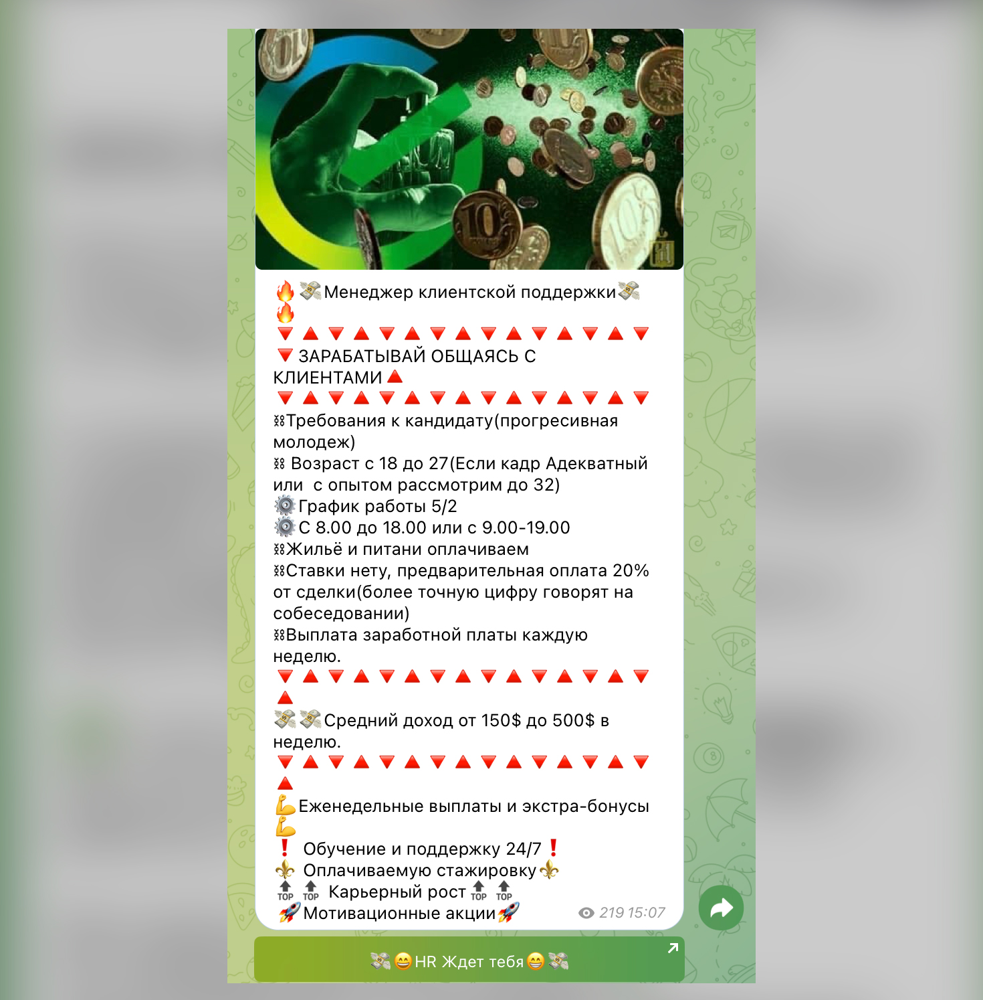 🔥💸Менеджер клиентской поддержки💸
🔥
🔻🔺🔻🔺🔻🔺🔻🔺🔻🔺🔻🔺🔻🔺🔻
🔻ЗАРАБАТЫВАЙ ОБЩАЯСЬ С
КЛИЕНТАМИ🔺
🔻🔺🔻🔺🔻🔺🔻🔺🔻🔺🔻🔺🔻🔺🔻
⛓Требования к кандидату(прогресивная
молодеж)
⛓ Возраст с 18 до 27(Если кадр Адекватный
или  с опытом рассмотрим до 32)
⚙️График работы 5/2
⚙️С 8.00 до 18.00 или с 9.00-19.00
⛓Жильё и питани оплачиваем
⛓Ставки нету, предварительная оплата 20%
от сделки(более точную цифру говорят на
собеседовании)
⛓Выплата заработной платы каждую
неделю.
🔻🔺🔻🔺🔻🔺🔻🔺🔻🔺🔻🔺🔻🔺🔻
🔺
💸💸Средний доход от 150$ до 500$ в
неделю.
🔻🔺🔻🔺🔻🔺🔻🔺🔻🔺🔻🔺🔻🔺🔻
🔺
💪Еженедельные выплаты и экстра-бонусы
💪
❗ Обучение и поддержку 24/7❗
⚜️ Оплачиваемую стажировку⚜️
🔝🔝 Карьерный рост🔝🔝
🚀Мотивационные акции🚀
219 15:07
💸😄HR Ждет тебя😁💸